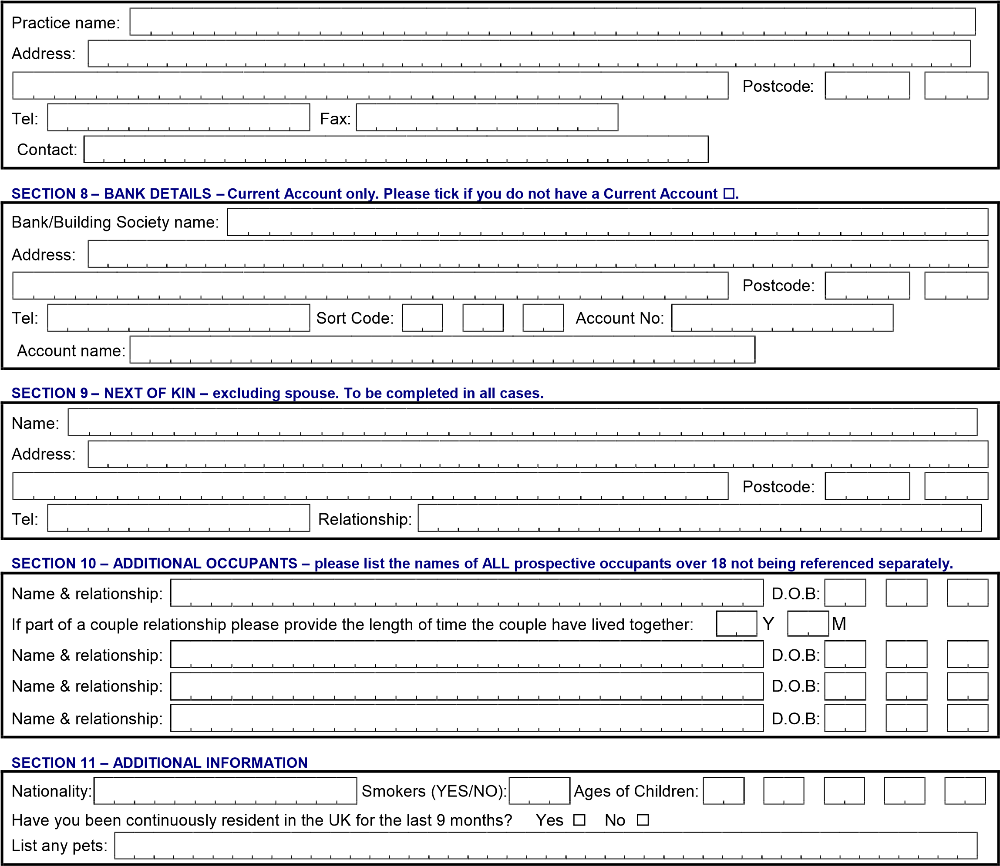 Practice name:
Address:
Postcode:
Tel: Fax:
Contact:
SECTION 8 – BANK DETAILS – Current Account only. Please tick if you do not have a Current Account ☐.
Bank/Building Society name:
Address:
Postcode:
Tel: Sort Code: Account No:
Account name:
SECTION 9 – NEXT OF KIN – excluding spouse. To be completed in all cases.
Name:
Address:
Postcode:
Tel: Relationship:
SECTION 10 – ADDITIONAL OCCUPANTS – please list the names of ALL prospective occupants over 18 not being referenced separately.
Name & relationship: D.O.B:
If part of a couple relationship please provide the length of time the couple have lived together: Y M
Name & relationship: D.O.B:
Name & relationship: D.O.B:
Name & relationship: D.O.B:
SECTION 11 – ADDITIONAL INFORMATION
Nationality: Smokers (YES/NO): Ages of Children:
Have you been continuously resident in the UK for the last 9 months? Yes ☐ No ☐
List any pets: